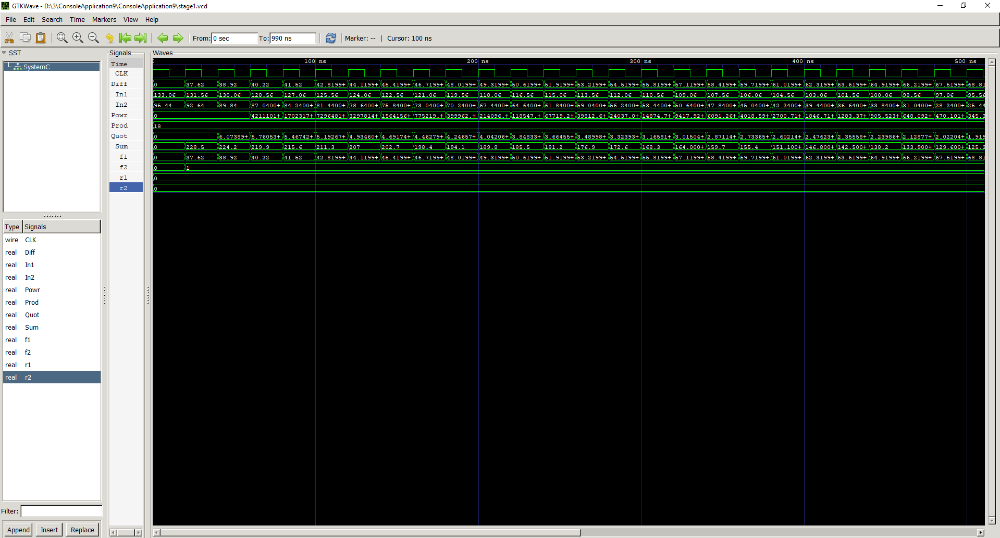 GTKWave - D:\3\ConsoleApplication9\ConsoleApplication9\stage1.vcd
File Edit Search Time Markers View Help
From: 0 sec To: 990 ns Marker: -- | Cursor: 100 ns
SST
SystemC
Type Signals
wire CLK
real Diff
real In1
real In2
real Powr
real Prod
real Quot
real Sum
real f1
real f2
real r1
real r2
Filter:
Append Insert Replace
Signals
Waves
Time 0 100 ns 200 ns 300 ns 400 ns 500 ns
CLK
Diff 0 37.62 38.92 40.22 41.52 42.8199+ 44.1199+ 45.4199+ 46.7199+ 48.0199+ 49.3199+ 50.6199+ 51.9199+ 53.2199+ 54.5199+ 55.8199+ 57.1199+ 58.4199+ 59.7199+ 61.0199+ 62.3199+ 63.6199+ 64.9199+ 66.2199+ 67.5199+ 68.81
In1 133.06 131.56 130.06 128.56 127.06 125.56 124.06 122.56 121.06 119.56 118.06 116.56 115.06 113.56 112.06 110.56 109.06 107.56 106.06 104.56 103.06 101.56 100.06 98.56 97.06 95.56
In2 95.44 92.64 89.84 87.0400+ 84.2400+ 81.4400+ 78.6400+ 75.8400+ 73.0400+ 70.2400+ 67.4400+ 64.6400+ 61.8400+ 59.0400+ 56.2400+ 53.4400+ 50.6400+ 47.8400+ 45.0400+ 42.2400+ 39.4400+ 36.6400+ 33.8400+ 31.0400+ 28.2400+ 25.44
Powr 0 4211101+ 1702317+ 7296481+ 3297814+ 1564156+ 775219.+ 399962.+ 214096.+ 118547.+ 67719.2+ 39812.6+ 24037.0+ 14874.7+ 9417.92+ 6091.26+ 4018.59+ 2700.71+ 1846.71+ 1283.37+ 905.523+ 648.092+ 470.101+ 345.3
Prod 18
Quot 0 6.07389+ 5.76053+ 5.46742+ 5.19267+ 4.93460+ 4.69174+ 4.46279+ 4.24657+ 4.04206+ 3.84833+ 3.66455+ 3.48998+ 3.32393+ 3.16581+ 3.01504+ 2.87114+ 2.73365+ 2.60214+ 2.47623+ 2.35558+ 2.23986+ 2.12877+ 2.02204+ 1.919
Sum 0 228.5 224.2 219.9 215.6 211.3 207 202.7 198.4 194.1 189.8 185.5 181.2 176.9 172.6 168.3 164.000+ 159.7 155.4 151.100+ 146.800+ 142.500+ 138.2 133.900+ 129.600+ 125.3
f1 0 37.62 38.92 40.22 41.52 42.8199+ 44.1199+ 45.4199+ 46.7199+ 48.0199+ 49.3199+ 50.6199+ 51.9199+ 53.2199+ 54.5199+ 55.8199+ 57.1199+ 58.4199+ 59.7199+ 61.0199+ 62.3199+ 63.6199+ 64.9199+ 66.2199+ 67.5199+ 68.81
f2 0 1
r1 0
r2 0